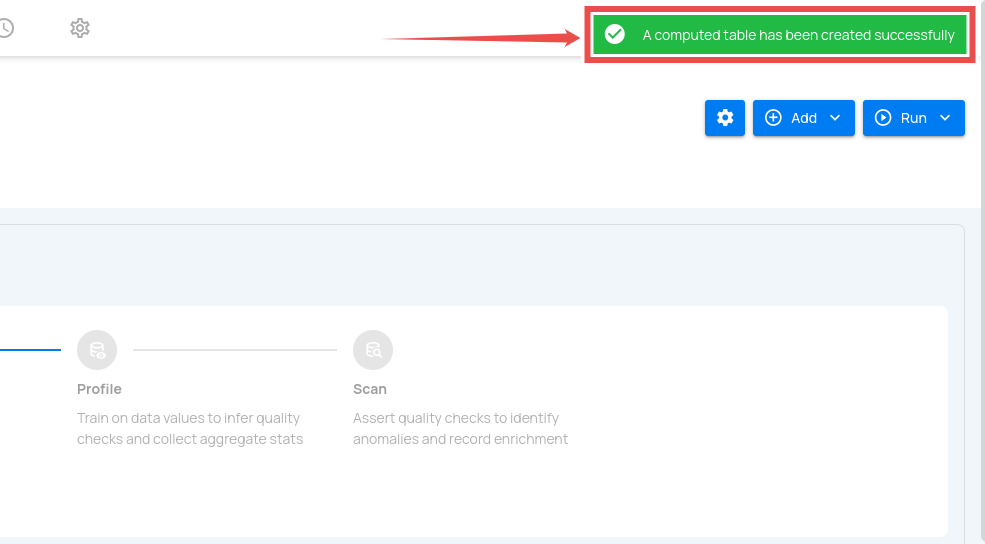 A computed table has been created successfully
Add
Run
Profile
Train on data values to infer quality
checks and collect aggregate stats
Scan
Assert quality checks to identify
anomalies and record enrichment